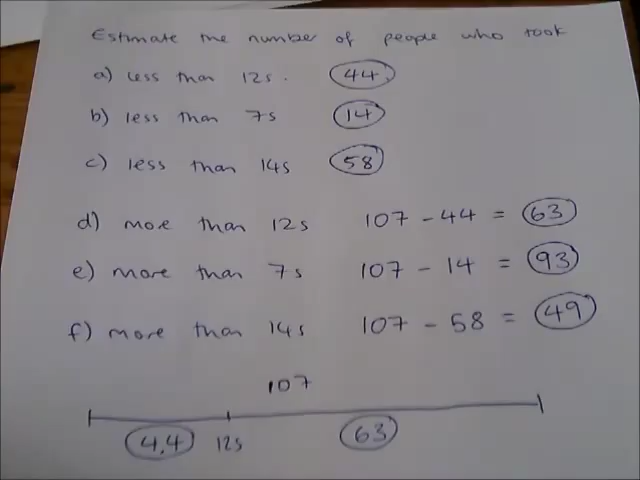 Estimate the number of people who took
a) less than 12s. 44
b) less than 7s 14
c) less than 14s 58
d) more than 12s 107 - 44 = 63
e) more than 7s 107 - 14 = 93
f) more than 14s 107 - 58 = 49
107
44 12s 63